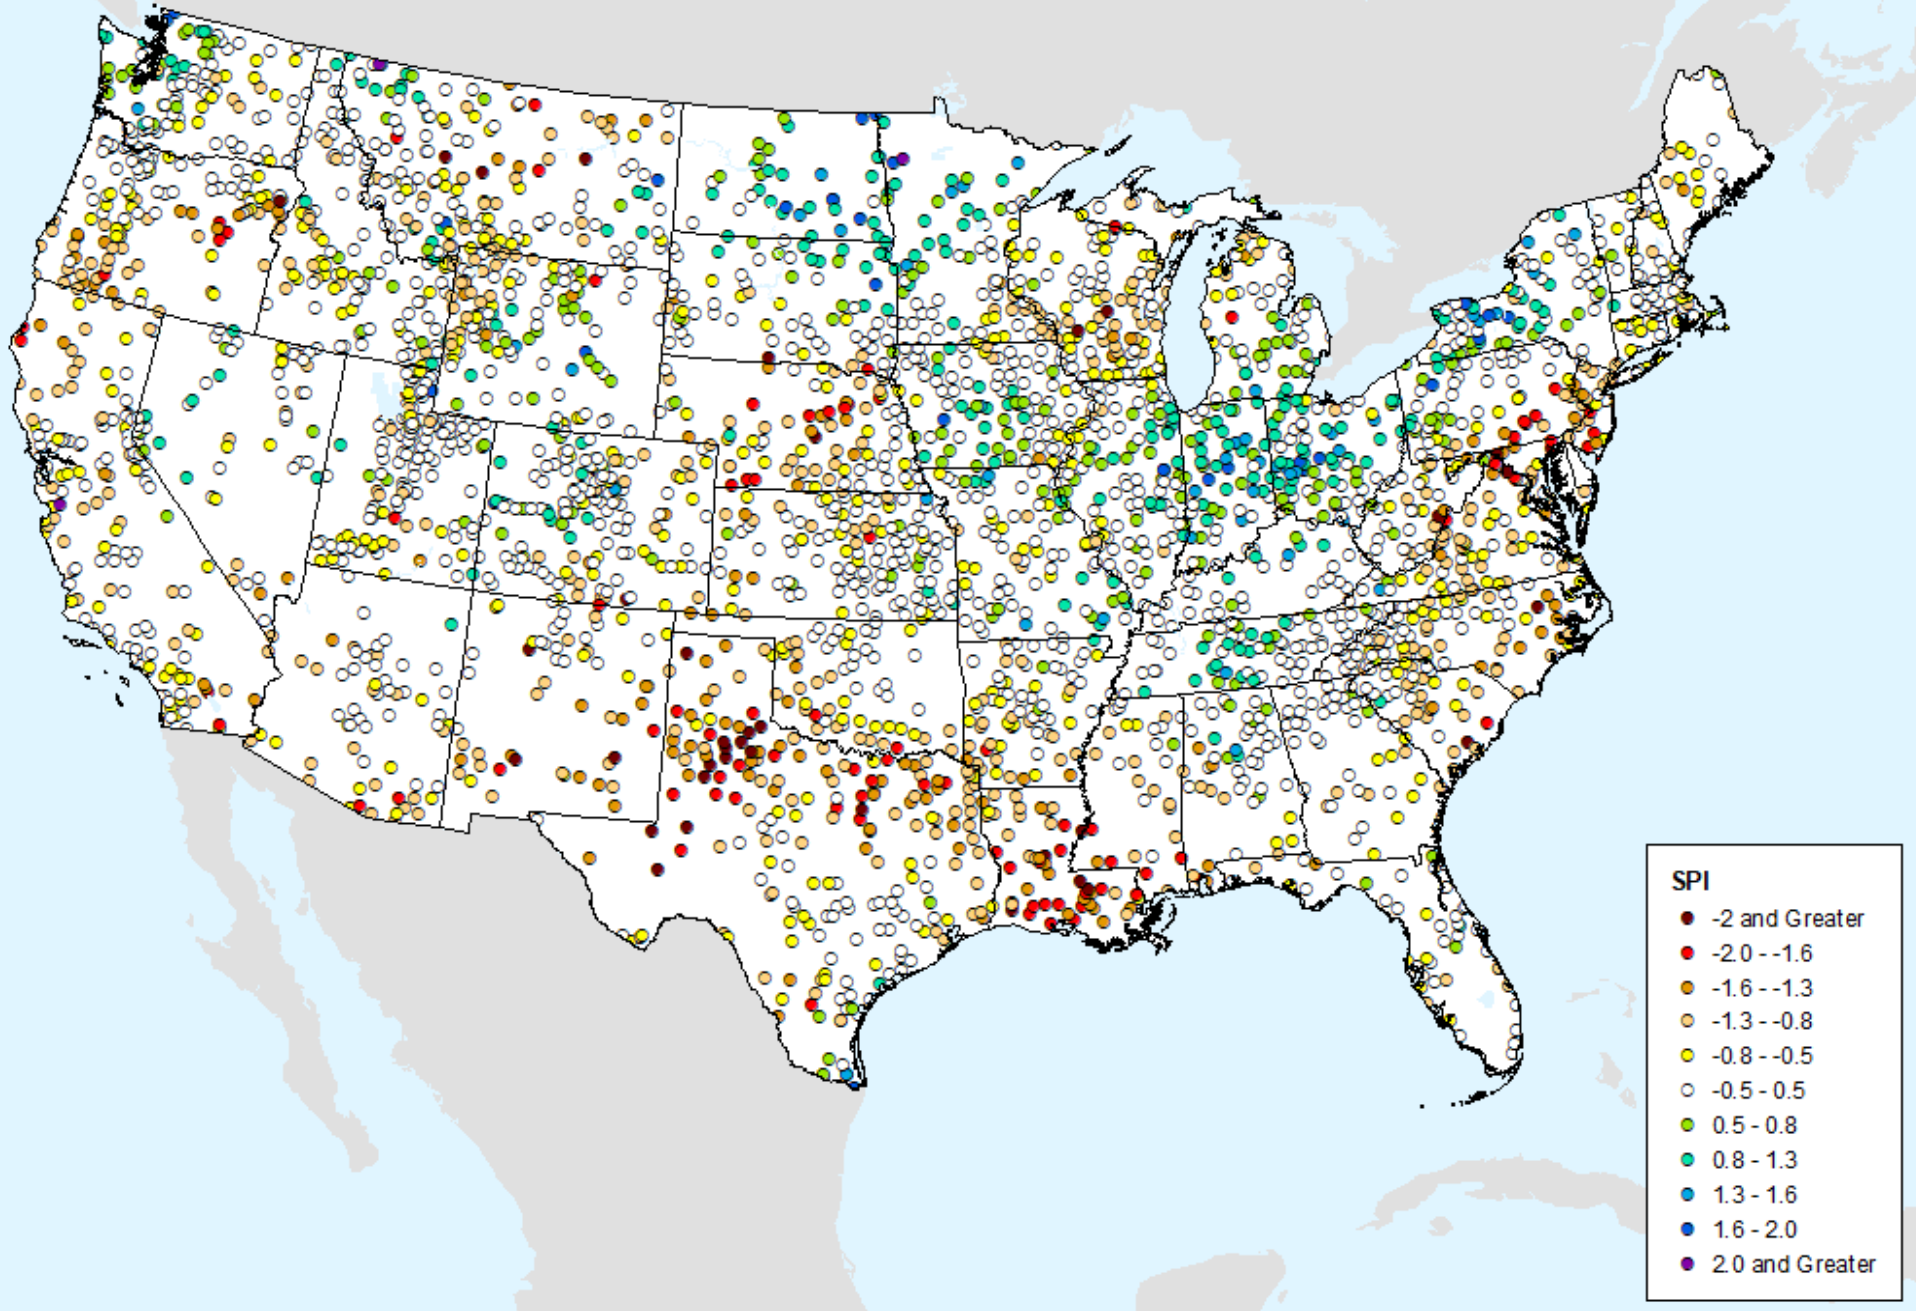 SPI
-2 and Greater
-2.0 - -1.6
-1.6 - -1.3
-1.3 - -0.8
-0.8 - -0.5
-0.5 - 0.5
0.5 - 0.8
0.8 - 1.3
1.3 - 1.6
1.6 - 2.0
2.0 and Greater